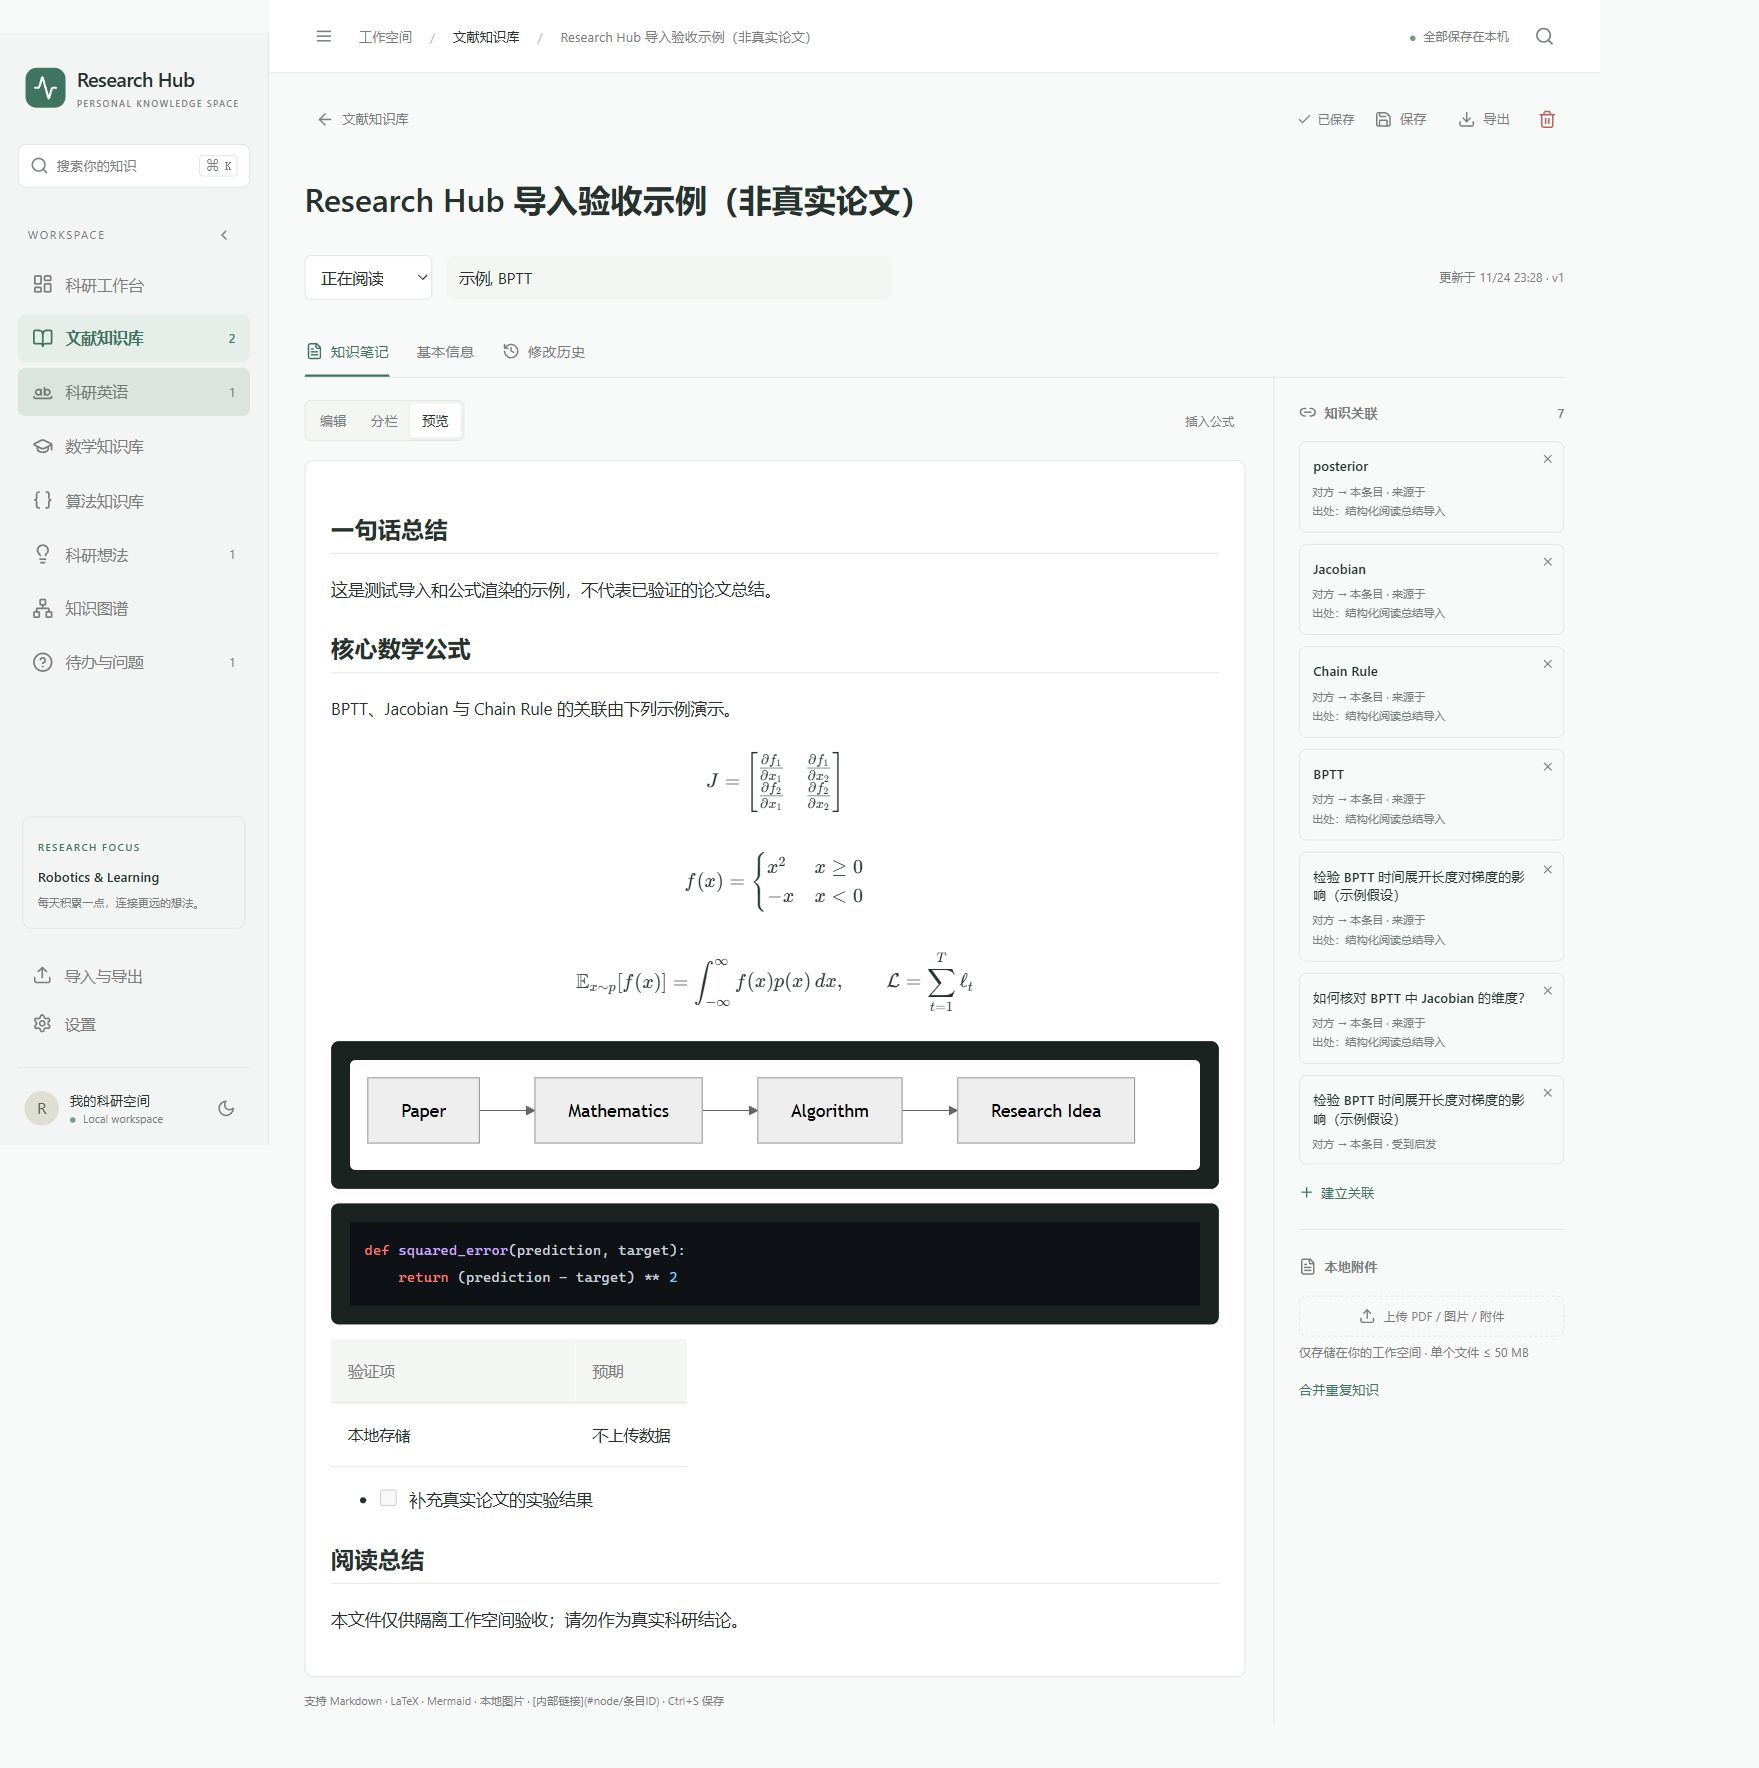 Research Hub
PERSONAL KNOWLEDGE SPACE
搜索你的知识
⌘ K
WORKSPACE
科研工作台
文献知识库 2
科研英语 1
数学知识库
算法知识库
科研想法 1
知识图谱
待办与问题 1
RESEARCH FOCUS
Robotics & Learning
每天积累一点，连接更远的想法。
导入与导出
设置
R
我的科研空间
Local workspace
工作空间 / 文献知识库 / Research Hub 导入验收示例（非真实论文）
全部保存在本机
文献知识库
已保存 保存 导出
Research Hub 导入验收示例（非真实论文）
正在阅读
示例, BPTT
更新于 11/24 23:28 · v1
知识笔记 基本信息 修改历史
编辑 分栏 预览
插入公式
一句话总结
这是测试导入和公式渲染的示例，不代表已验证的论文总结。
核心数学公式
BPTT、Jacobian 与 Chain Rule 的关联由下列示例演示。
J = [∂f₁/∂x₁ ∂f₁/∂x₂
∂f₂/∂x₁ ∂f₂/∂x₂]
f(x) = { x² x ≥ 0
−x x < 0
𝔼ₓ∼ₚ[f(x)] = ∫_{−∞}^{∞} f(x)p(x) dx, ℒ = ∑_{t=1}^{T} ℓₜ
Paper Mathematics Algorithm Research Idea
def squared_error(prediction, target):
return (prediction - target) ** 2
验证项 预期
本地存储 不上传数据
补充真实论文的实验结果
阅读总结
本文件仅供隔离工作空间验收；请勿作为真实科研结论。
支持 Markdown · LaTeX · Mermaid · 本地图片 · [内部链接](#node/条目ID) · Ctrl+S 保存
知识关联 7
posterior
对方 → 本条目 · 来源于
出处：结构化阅读总结导入
Jacobian
对方 → 本条目 · 来源于
出处：结构化阅读总结导入
Chain Rule
对方 → 本条目 · 来源于
出处：结构化阅读总结导入
BPTT
对方 → 本条目 · 来源于
出处：结构化阅读总结导入
检验 BPTT 时间展开长度对梯度的影
响（示例假设）
对方 → 本条目 · 来源于
出处：结构化阅读总结导入
如何核对 BPTT 中 Jacobian 的维度？
对方 → 本条目 · 来源于
出处：结构化阅读总结导入
检验 BPTT 时间展开长度对梯度的影
响（示例假设）
对方 → 本条目 · 受到启发
建立关联
本地附件
上传 PDF / 图片 / 附件
仅存储在你的工作空间 · 单个文件 ≤ 50 MB
合并重复知识